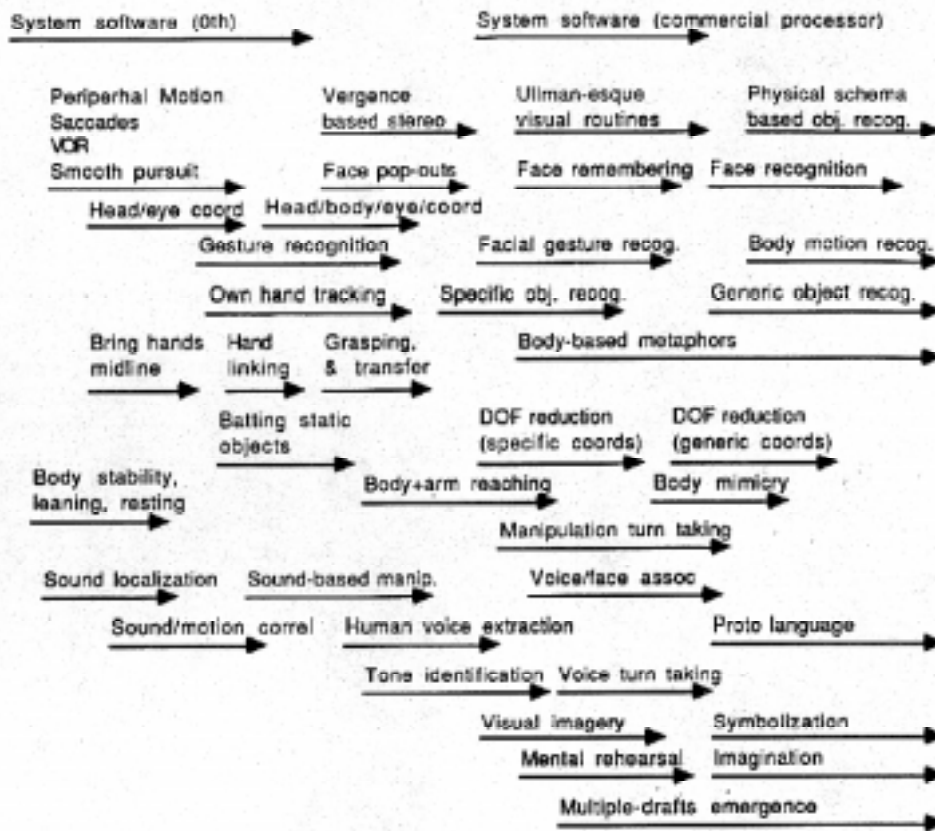 System software (0th)
System software (commercial processor)
Periperhal Motion
Saccades
VOR
Smooth pursuit
Vergence
based stereo
Ullman-esque
visual routines
Physical schema
based obj. recog.
Face pop-outs
Face remembering
Face recognition
Head/eye coord
Head/body/eye/coord
Gesture recognition
Facial gesture recog.
Body motion recog.
Own hand tracking
Specific obj. recog.
Generic object recog.
Bring hands
midline
Hand
linking
Grasping,
& transfer
Body-based metaphors
Batting static
objects
DOF reduction
(specific coords)
DOF reduction
(generic coords)
Body stability,
leaning, resting
Body+arm reaching
Body mimicry
Manipulation turn taking
Sound localization
Sound-based manip.
Voice/face assoc
Sound/motion correl
Human voice extraction
Proto language
Tone identification
Voice turn taking
Visual imagery
Symbolization
Mental rehearsal
Imagination
Multiple-drafts emergence